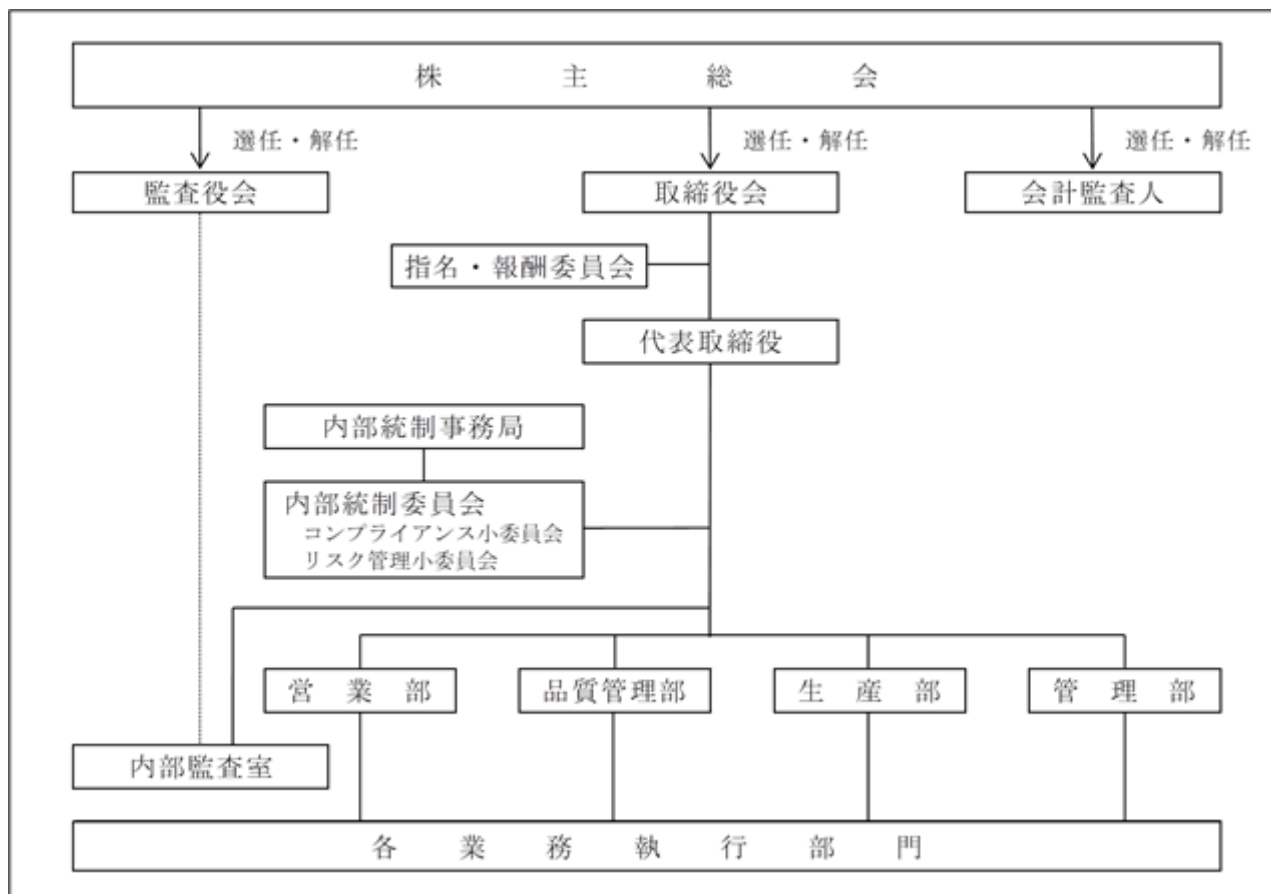 株主総会
選任・解任
選任・解任
選任・解任
監査役会
取締役会
会計監査人
指名・報酬委員会
代表取締役
内部統制事務局
内部統制委員会
コンプライアンス小委員会
リスク管理小委員会
営業部
品質管理部
生産部
管理部
内部監査室
各業務執行部門